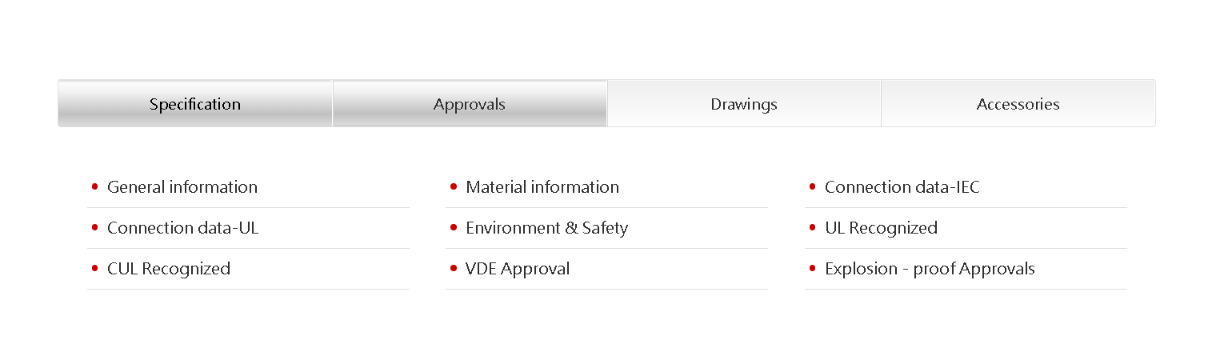 Specification Approvals Drawings Accessories
General information Material information Connection data-IEC
Connection data-UL Environment & Safety UL Recognized
CUL Recognized VDE Approval Explosion - proof Approvals